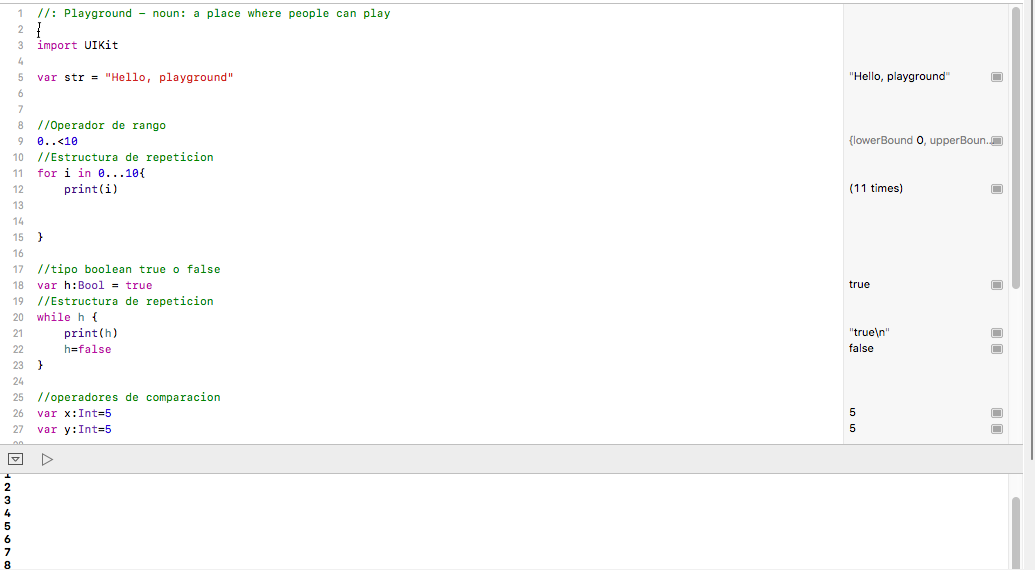 1 //: Playground - noun: a place where people can play
2
3 import UIKit
4
5 var str = "Hello, playground" "Hello, playground"
6
7
8 //Operador de rango
9 0..<10 {lowerBound 0, upperBoun...
10 //Estructura de repeticion
11 for i in 0...10{
12 print(i) (11 times)
13
14
15 }
16
17 //tipo boolean true o false
18 var h:Bool = true true
19 //Estructura de repeticion
20 while h {
21 print(h) "true\n"
22 h=false false
23 }
24
25 //operadores de comparacion
26 var x:Int=5 5
27 var y:Int=5 5
2
3
4
5
6
7
8